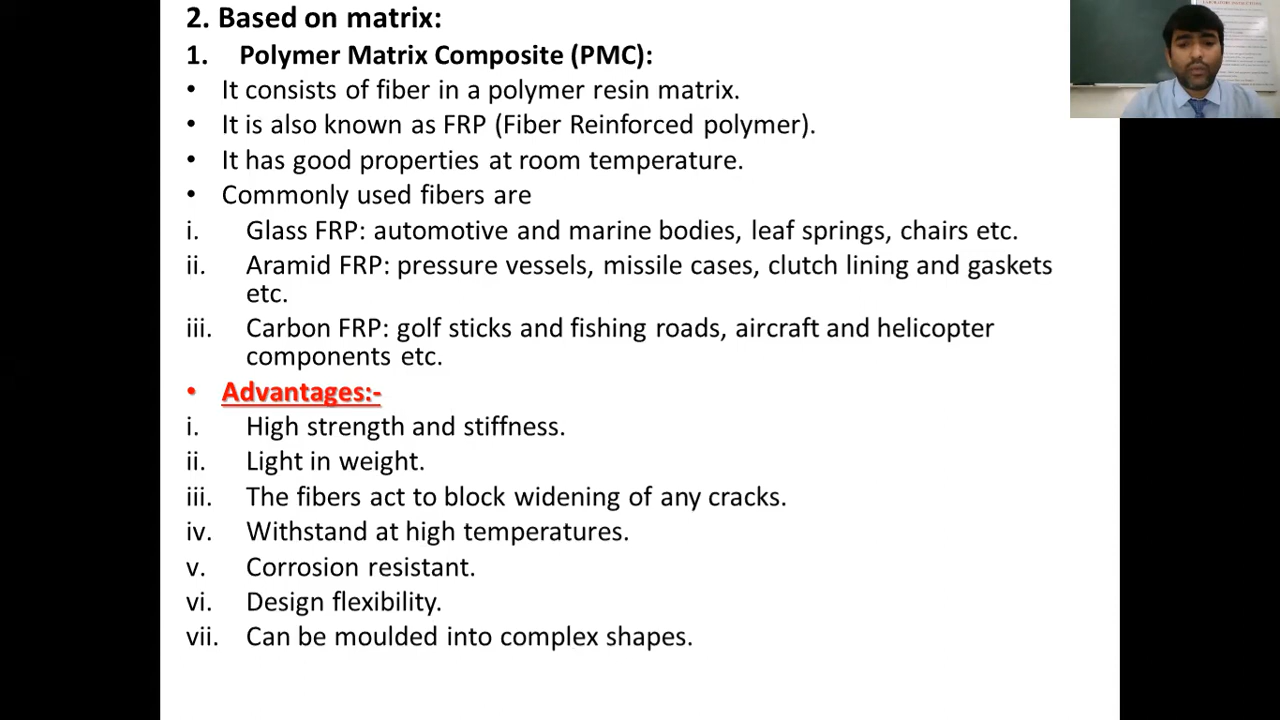 2. Based on matrix:
1. Polymer Matrix Composite (PMC):
• It consists of fiber in a polymer resin matrix.
• It is also known as FRP (Fiber Reinforced polymer).
• It has good properties at room temperature.
• Commonly used fibers are
i. Glass FRP: automotive and marine bodies, leaf springs, chairs etc.
ii. Aramid FRP: pressure vessels, missile cases, clutch lining and gaskets
etc.
iii. Carbon FRP: golf sticks and fishing roads, aircraft and helicopter
components etc.
• Advantages:-
i. High strength and stiffness.
ii. Light in weight.
iii. The fibers act to block widening of any cracks.
iv. Withstand at high temperatures.
v. Corrosion resistant.
vi. Design flexibility.
vii. Can be moulded into complex shapes.